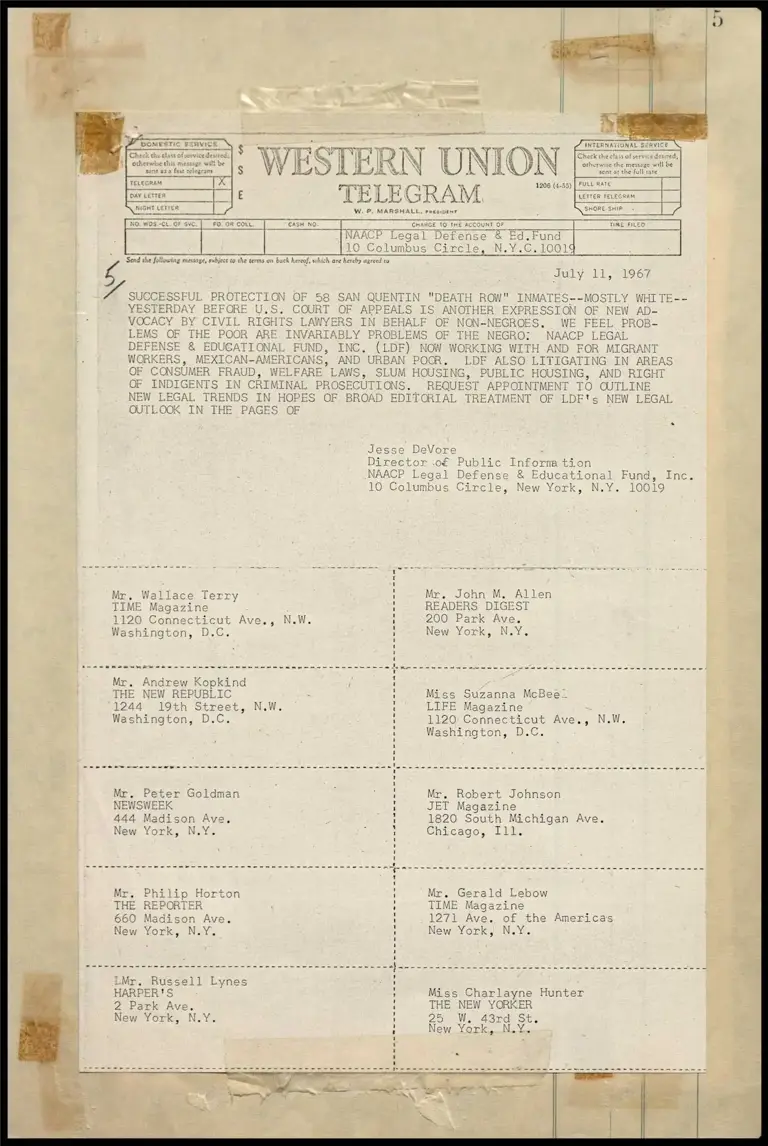 5
DOMESTIC SERVICE
Check the class of service desired;
otherwise this message will be
sent as a fast telegram
TELEGRAM X
DAY LETTER
NIGHT LETTER
$
S
E
WESTERN UNION
TELEGRAM
1206 (4-55)
W. P. MARSHALL, PRESIDENT
INTERNATIONAL SERVICE
Check the class of service desired,
otherwise the message will be
sent at the full rate
FULL RATE
LETTER TELEGRAM
SHORE SHIP
NO. WDS.-CL. OF SVC. PD. OR COLL. CASH NO. CHARGE TO THE ACCOUNT OF TIME FILED
NAACP Legal Defense & Ed.Fund
10 Columbus Circle, N.Y.C.10019
Send the following message, subject to the terms on back hereof, which are hereby agreed to
July 11, 1967
5/
SUCCESSFUL PROTECTION OF 58 SAN QUENTIN "DEATH ROW" INMATES--MOSTLY WHITE--
YESTERDAY BEFORE U.S. COURT OF APPEALS IS ANOTHER EXPRESSION OF NEW AD-
VOCACY BY CIVIL RIGHTS LAWYERS IN BEHALF OF NON-NEGROES. WE FEEL PROB-
LEMS OF THE POOR ARE INVARIABLY PROBLEMS OF THE NEGRO. NAACP LEGAL
DEFENSE & EDUCATIONAL FUND, INC. (LDF) NOW WORKING WITH AND FOR MIGRANT
WORKERS, MEXICAN-AMERICANS, AND URBAN POOR. LDF ALSO LITIGATING IN AREAS
OF CONSUMER FRAUD, WELFARE LAWS, SLUM HOUSING, PUBLIC HOUSING, AND RIGHT
OF INDIGENTS IN CRIMINAL PROSECUTIONS. REQUEST APPOINTMENT TO OUTLINE
NEW LEGAL TRENDS IN HOPES OF BROAD EDITORIAL TREATMENT OF LDF's NEW LEGAL
OUTLOOK IN THE PAGES OF
Jesse DeVore
Director of Public Information
NAACP Legal Defense & Educational Fund, Inc.
10 Columbus Circle, New York, N.Y. 10019
Mr. Wallace Terry
TIME Magazine
1120 Connecticut Ave., N.W.
Washington, D.C.
Mr. John M. Allen
READERS DIGEST
200 Park Ave.
New York, N.Y.
Mr. Andrew Kopkind
THE NEW REPUBLIC
1244 19th Street, N.W.
Washington, D.C.
Miss Suzanna McBee
LIFE Magazine
1120 Connecticut Ave., N.W.
Washington, D.C.
Mr. Peter Goldman
NEWSWEEK
444 Madison Ave.
New York, N.Y.
Mr. Robert Johnson
JET Magazine
1820 South Michigan Ave.
Chicago, Ill.
Mr. Philip Horton
THE REPORTER
660 Madison Ave.
New York, N.Y.
Mr. Gerald Lebow
TIME Magazine
1271 Ave. of the Americas
New York, N.Y.
LMr. Russell Lynes
HARPER'S
2 Park Ave.
New York, N.Y.
Miss Charlayne Hunter
THE NEW YORKER
25 W. 43rd St.
New York, N.Y.